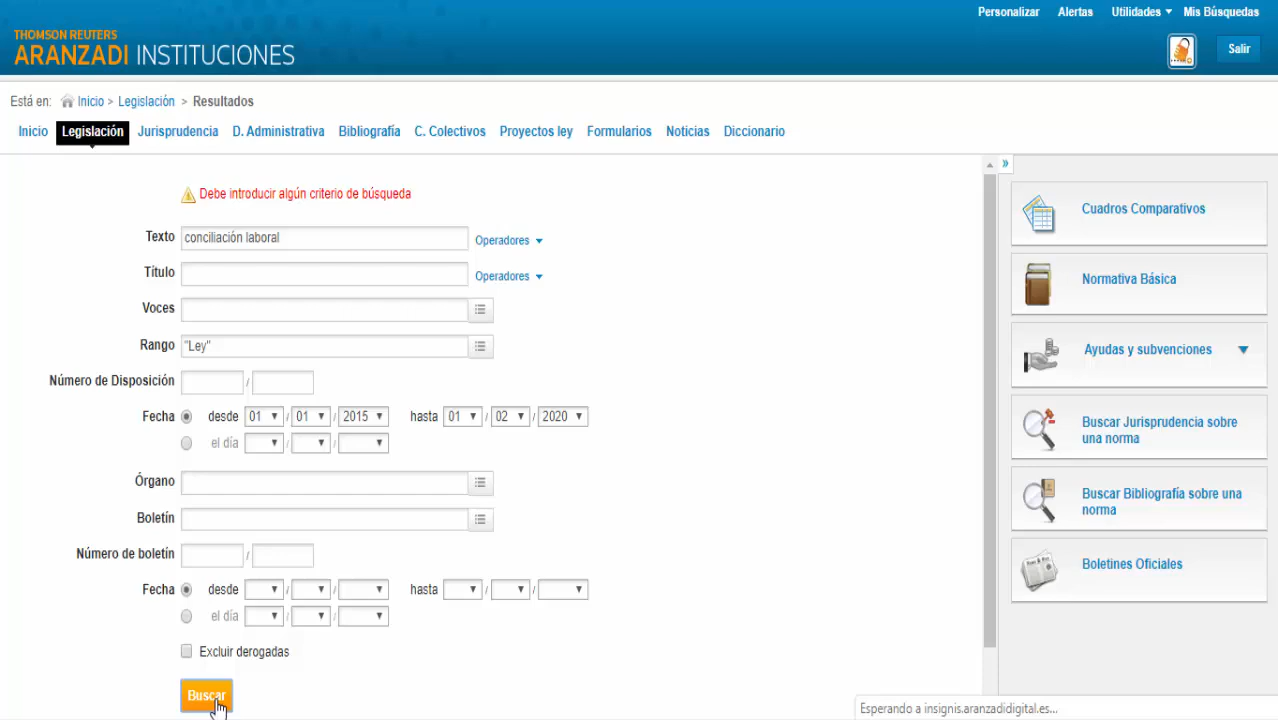 Personalizar Alertas Utilidades Mis Búsquedas
THOMSON REUTERS
ARANZADI INSTITUCIONES
Salir
Está en: Inicio > Legislación > Resultados
Inicio Legislación Jurisprudencia D. Administrativa Bibliografía C. Colectivos Proyectos ley Formularios Noticias Diccionario
»
Debe introducir algún criterio de búsqueda
Texto conciliación laboral Operadores
Título Operadores
Voces
Rango "Ley"
Número de Disposición /
Fecha desde 01 / 01 / 2015 hasta 01 / 02 / 2020
el día / /
Órgano
Boletín
Número de boletín /
Fecha desde / / hasta / /
el día / /
Excluir derogadas
Buscar
Cuadros Comparativos
Normativa Básica
Ayudas y subvenciones
Buscar Jurisprudencia sobre
una norma
Buscar Bibliografía sobre una
norma
Boletines Oficiales
Esperando a insignis.aranzadidigital.es...